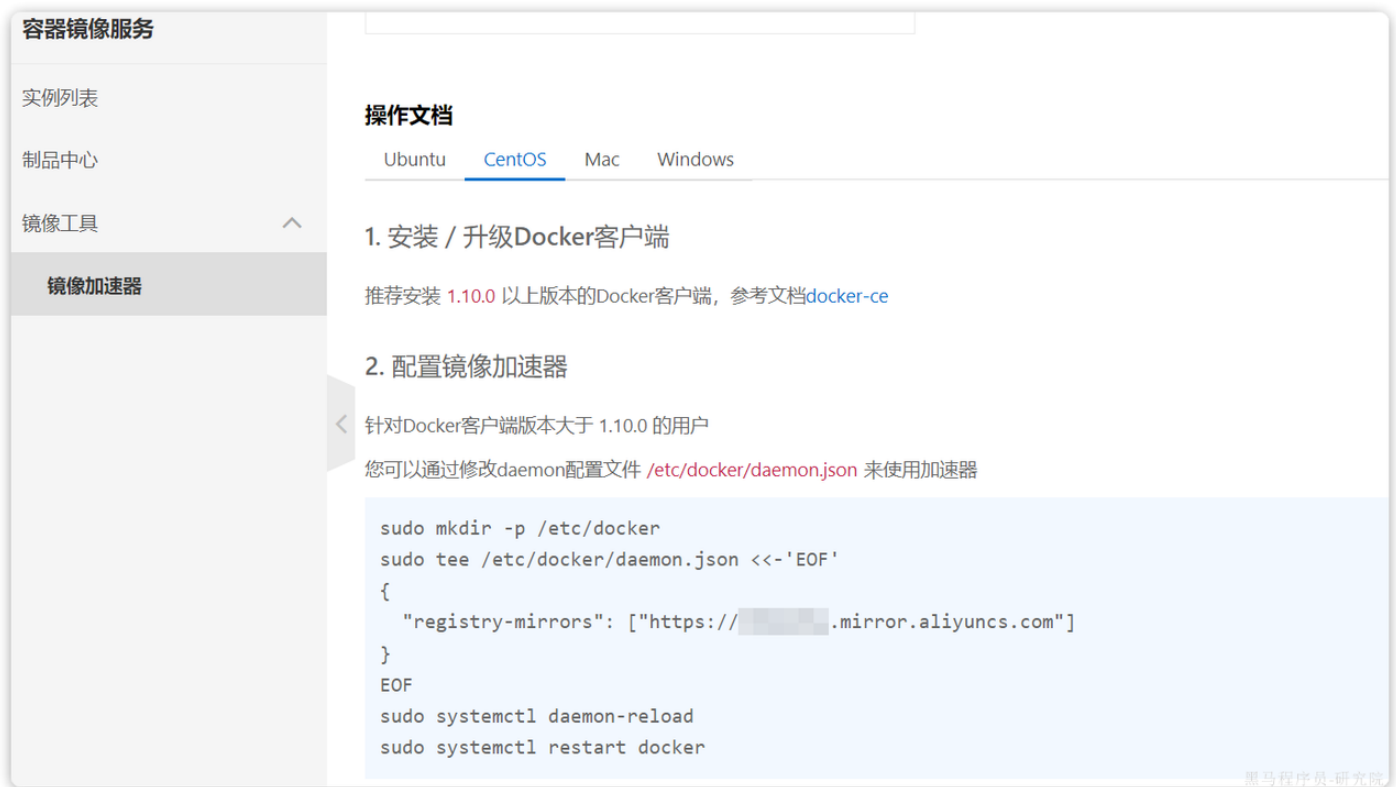 容器镜像服务
实例列表
制品中心
镜像工具
镜像加速器
操作文档
Ubuntu CentOS Mac Windows
1. 安装 / 升级Docker客户端
推荐安装 1.10.0 以上版本的Docker客户端，参考文档docker-ce
2. 配置镜像加速器
针对Docker客户端版本大于 1.10.0 的用户
您可以通过修改daemon配置文件 /etc/docker/daemon.json 来使用加速器
sudo mkdir -p /etc/docker
sudo tee /etc/docker/daemon.json <<-'EOF'
{
  "registry-mirrors": ["https://.mirror.aliyuncs.com"]
}
EOF
sudo systemctl daemon-reload
sudo systemctl restart docker
黑马程序员-研究院